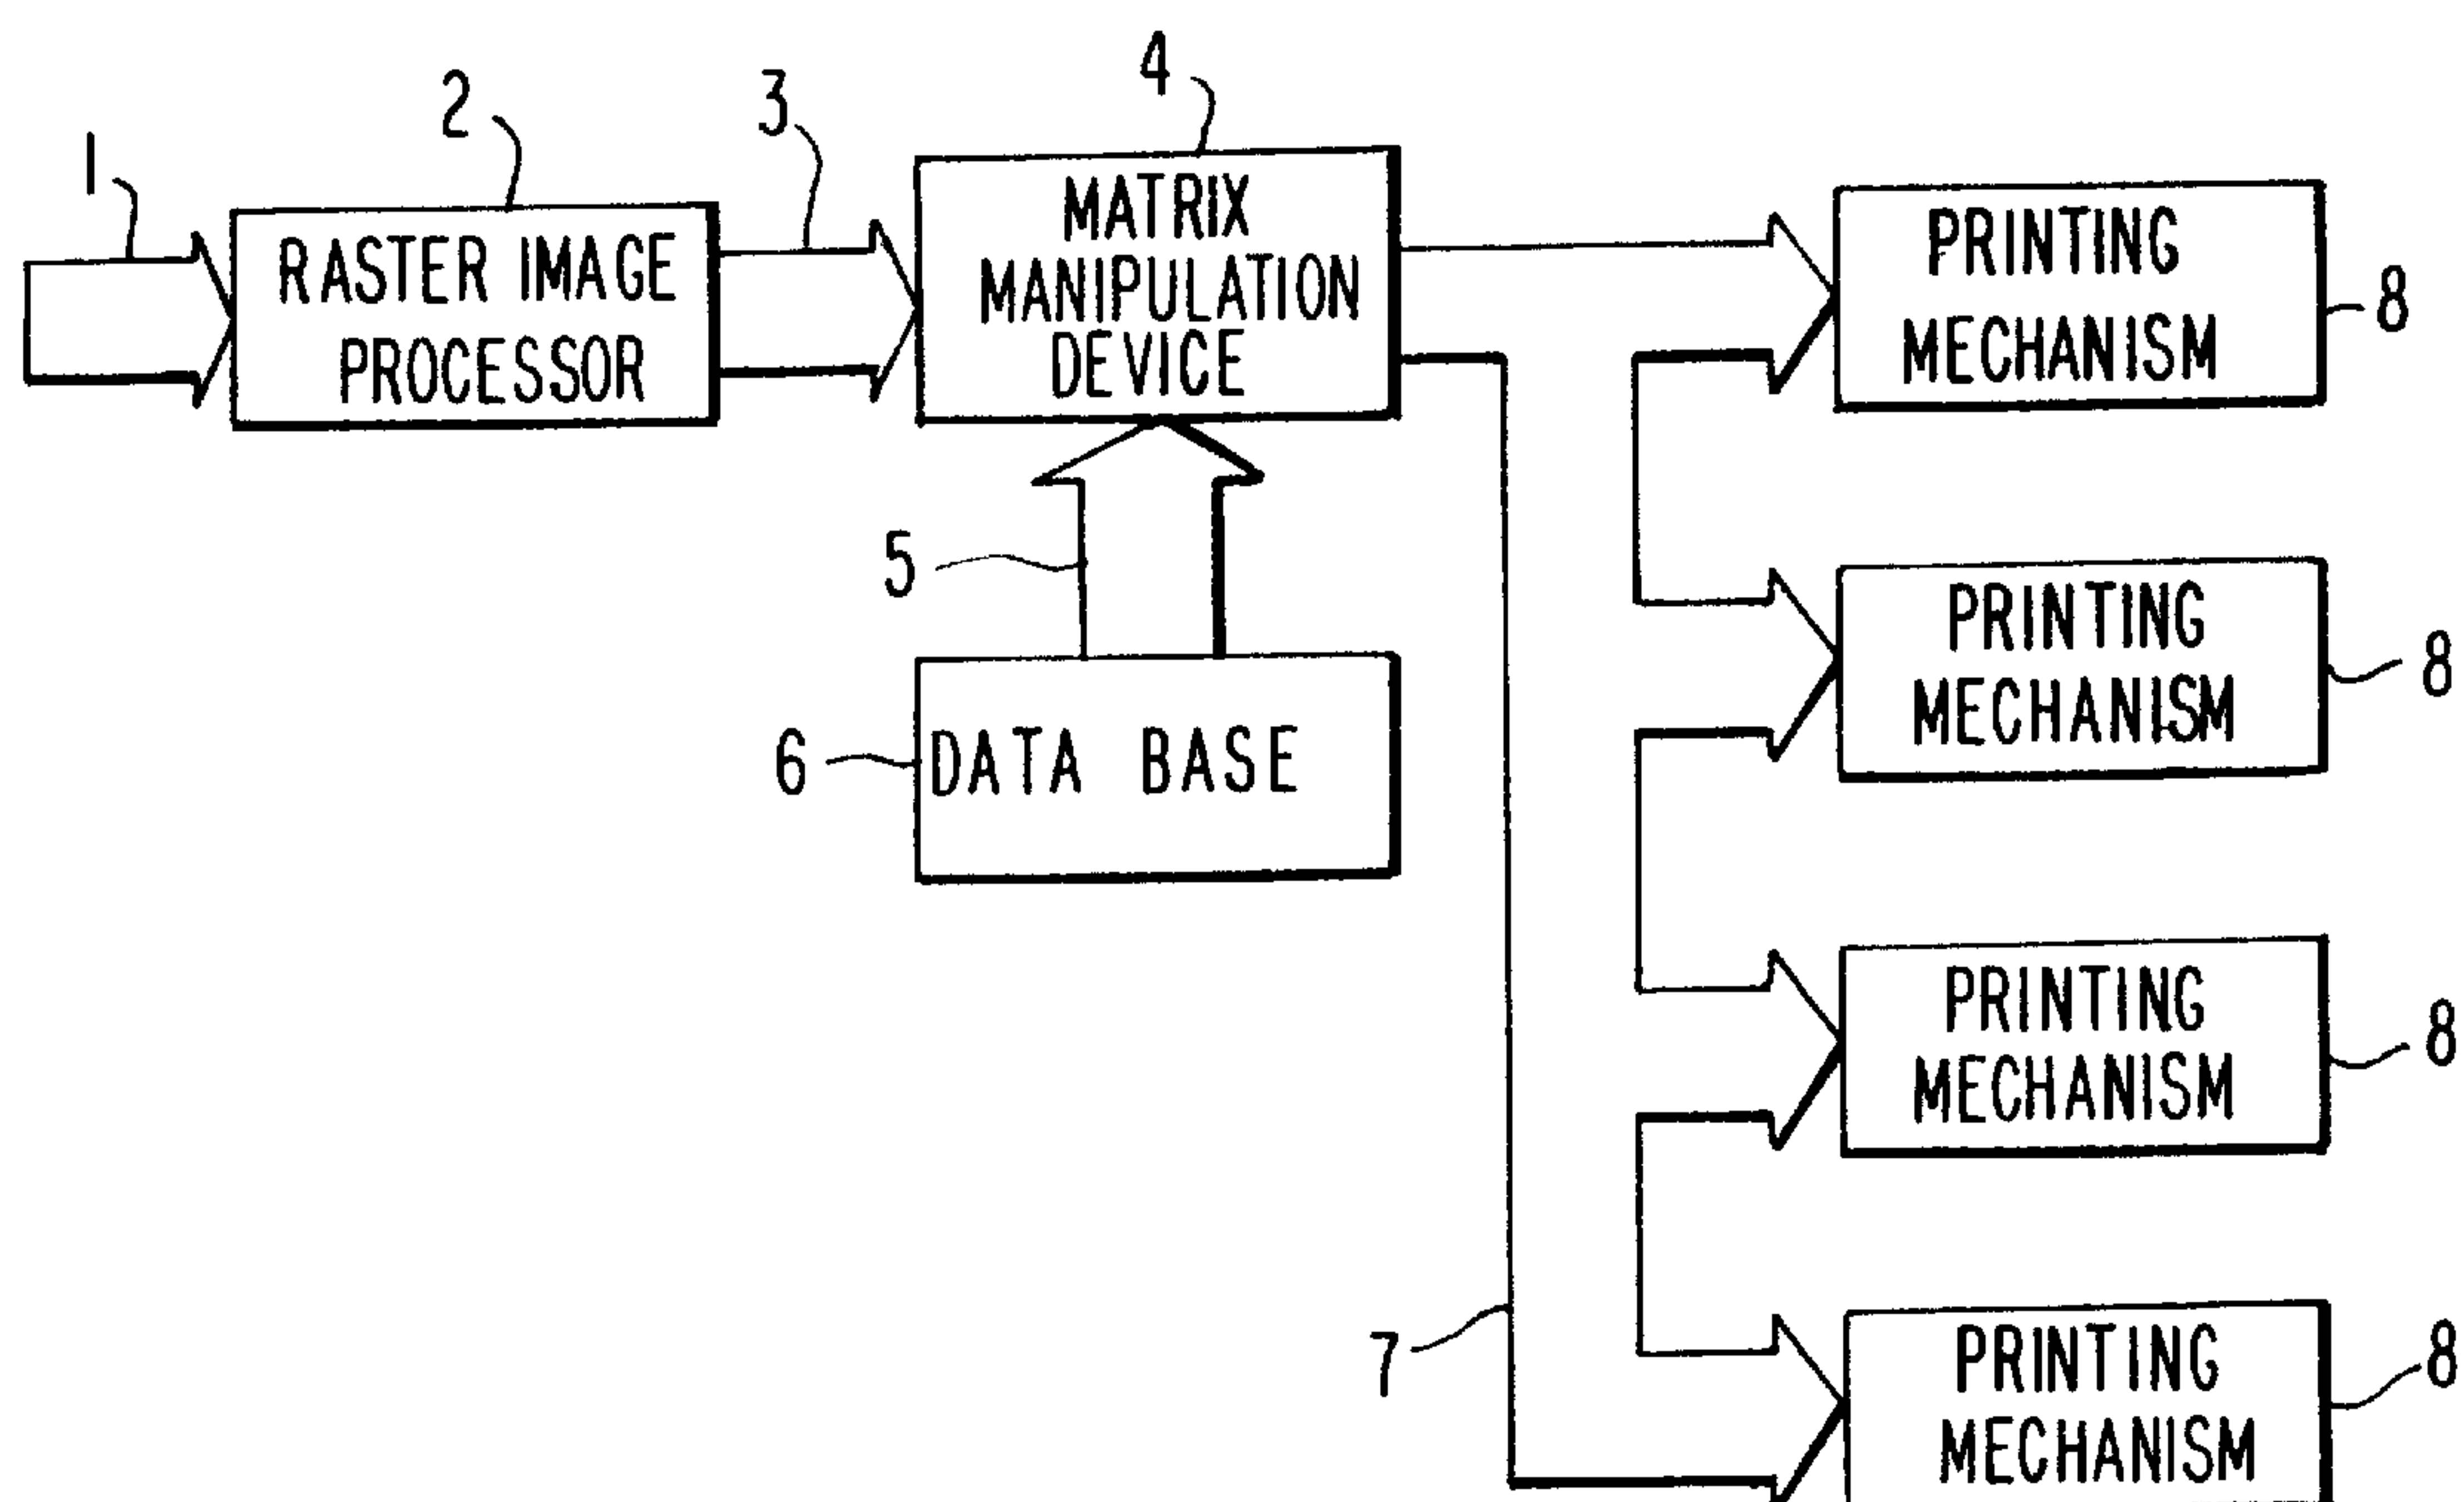 1
2
3
4
RASTER IMAGE
PROCESSOR
MATRIX
MANIPULATION
DEVICE
PRINTING
MECHANISM
8
5
6
DATA BASE
PRINTING
MECHANISM
8
PRINTING
MECHANISM
8
7
PRINTING
MECHANISM
8